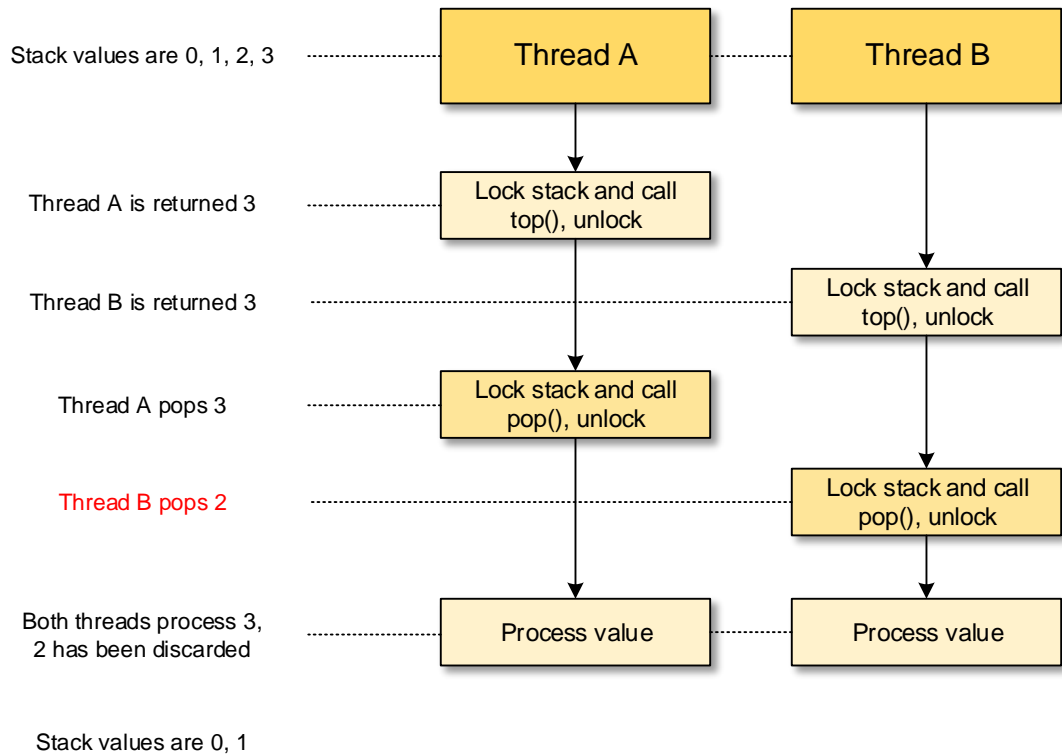 Stack values are 0, 1, 2, 3
Thread A
Thread B
Thread A is returned 3
Lock stack and call
top(), unlock
Thread B is returned 3
Lock stack and call
top(), unlock
Thread A pops 3
Lock stack and call
pop(), unlock
Thread B pops 2
Lock stack and call
pop(), unlock
Both threads process 3,
2 has been discarded
Process value
Process value
Stack values are 0, 1